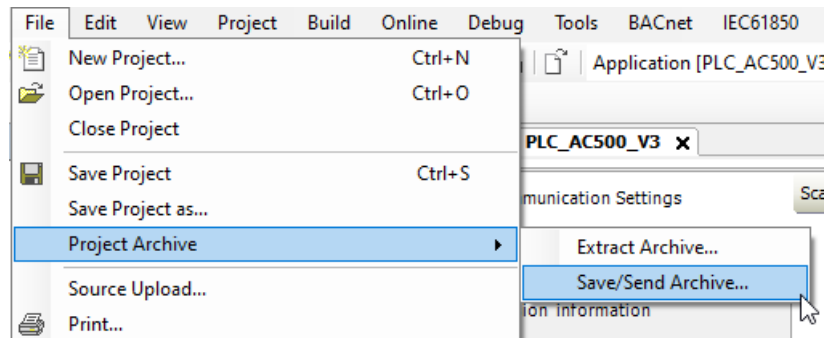 File Edit View Project Build Online Debug Tools BACnet IEC61850
New Project... Ctrl+N
Application [PLC_AC500_V3
Open Project... Ctrl+O
Close Project
PLC_AC500_V3
Save Project Ctrl+S
munication Settings
Sca
Save Project as...
Project Archive
Extract Archive...
Source Upload...
Save/Send Archive...
Print...
ion information